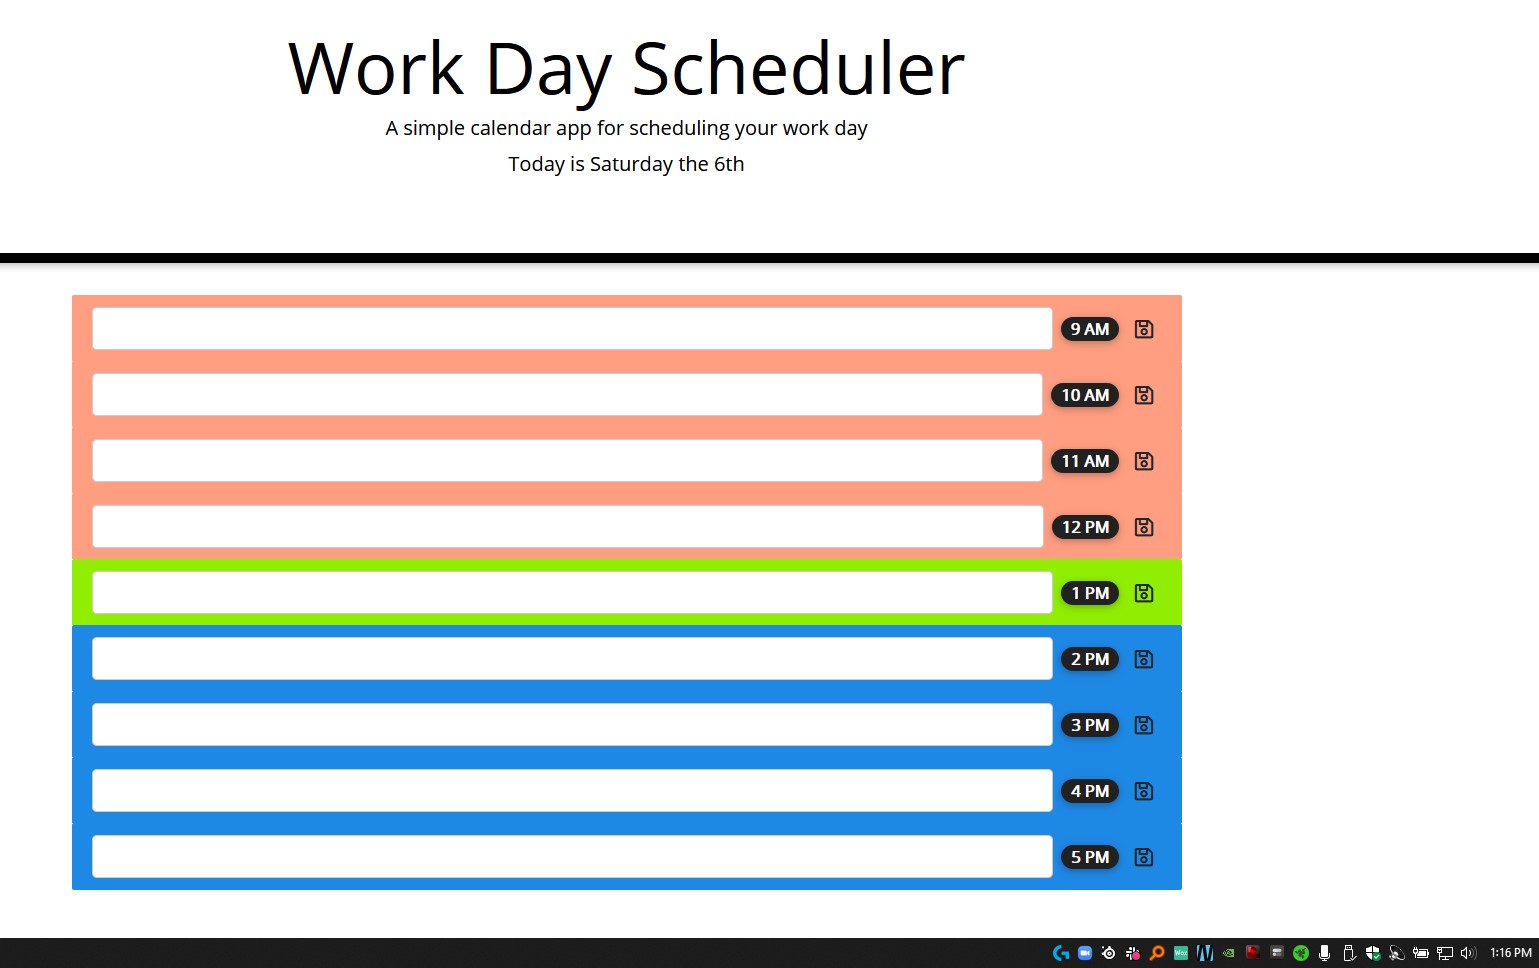 Work Day Scheduler
A simple calendar app for scheduling your work day
Today is Saturday the 6th
9 AM
10 AM
11 AM
12 PM
1 PM
2 PM
3 PM
4 PM
5 PM
1:16 PM